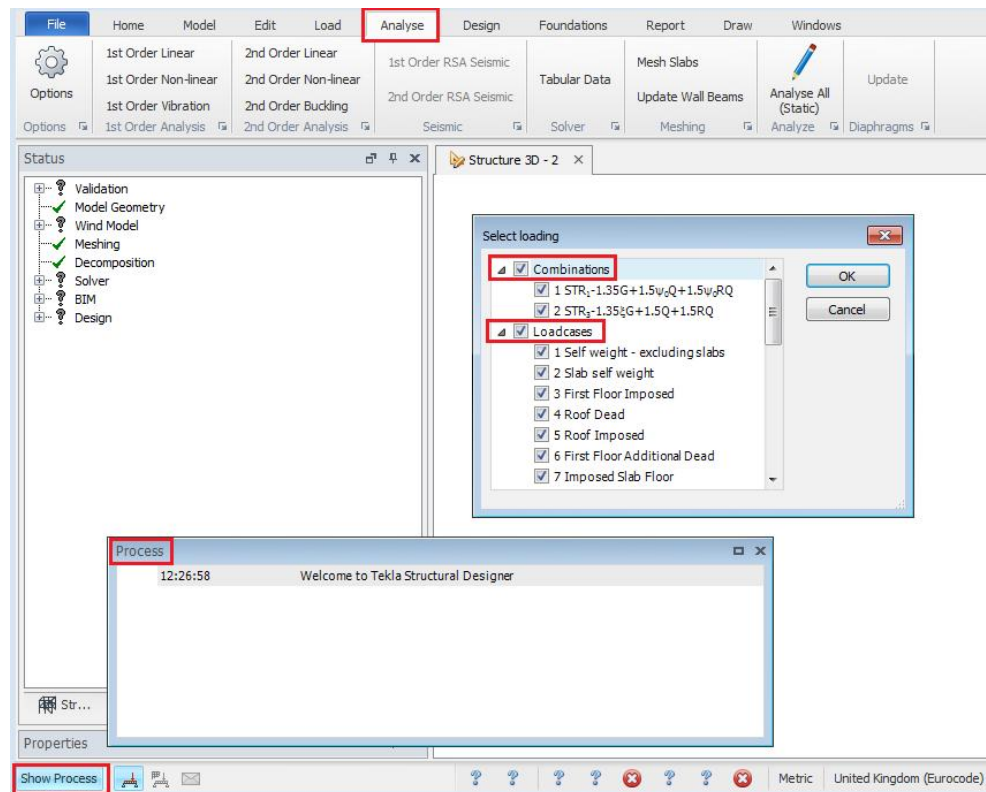 File Home Model Edit Load Analyse Design Foundations Report Draw Windows
Options
1st Order Linear
1st Order Non-linear
1st Order Vibration
2nd Order Linear
2nd Order Non-linear
2nd Order Buckling
1st Order RSA Seismic
2nd Order RSA Seismic
Tabular Data
Mesh Slabs
Update Wall Beams
Analyse All
(Static)
Update
Options 1st Order Analysis 2nd Order Analysis Seismic Solver Meshing Analyze Diaphragms
Status
Structure 3D - 2
Validation
Model Geometry
Wind Model
Meshing
Decomposition
Solver
BIM
Design
Select loading
Combinations
1 STR₁-1.35G+1.5ψ₀Q+1.5ψ₀RQ
2 STR₃-1.35ξG+1.5Q+1.5RQ
Loadcases
1 Self weight - excluding slabs
2 Slab self weight
3 First Floor Imposed
4 Roof Dead
5 Roof Imposed
6 First Floor Additional Dead
7 Imposed Slab Floor
OK
Cancel
Process
12:26:58 Welcome to Tekla Structural Designer
Str...
Properties
Show Process
Metric United Kingdom (Eurocode)